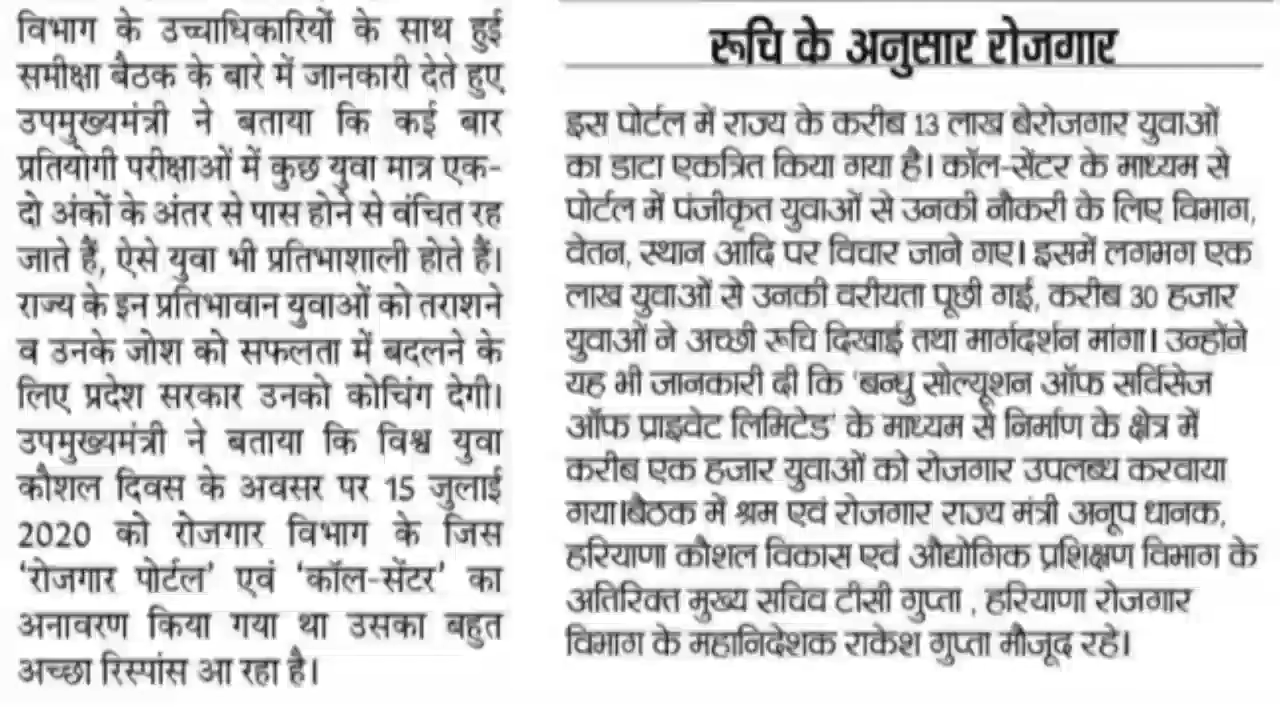 विभाग के उच्चाधिकारियों के साथ हुई
समीक्षा बैठक के बारे में जानकारी देते हुए
उपमुख्यमंत्री ने बताया कि कई बार
प्रतियोगी परीक्षाओं में कुछ युवा मात्र एक-
दो अंकों के अंतर से पास होने से वंचित रह
जाते हैं, ऐसे युवा भी प्रतिभाशाली होते हैं।
राज्य के इन प्रतिभावान युवाओं को तराशने
व उनके जोश को सफलता में बदलने के
लिए प्रदेश सरकार उनको कोचिंग देगी।
उपमुख्यमंत्री ने बताया कि विश्व युवा
कौशल दिवस के अवसर पर 15 जुलाई
2020 को रोजगार विभाग के जिस
'रोजगार पोर्टल' एवं 'कॉल-सेंटर' का
अनावरण किया गया था उसका बहुत
अच्छा रिस्पांस आ रहा है।
रूचि के अनुसार रोजगार
इस पोर्टल में राज्य के करीब 13 लाख बेरोजगार युवाओं
का डाटा एकत्रित किया गया है। कॉल-सेंटर के माध्यम से
पोर्टल में पंजीकृत युवाओं से उनकी नौकरी के लिए विभाग,
वेतन, स्थान आदि पर विचार जाने गए। इसमें लगभग एक
लाख युवाओं से उनकी वरीयता पूछी गई, करीब 30 हजार
युवाओं ने अच्छी रूचि दिखाई तथा मार्गदर्शन मांगा। उन्होंने
यह भी जानकारी दी कि 'बन्धु सोल्यूशन ऑफ सर्विसेज
ऑफ प्राइवेट लिमिटेड' के माध्यम से निर्माण के क्षेत्र में
करीब एक हजार युवाओं को रोजगार उपलब्ध करवाया
गया।बैठक में श्रम एवं रोजगार राज्य मंत्री अनूप धानक,
हरियाणा कौशल विकास एवं औद्योगिक प्रशिक्षण विभाग के
अतिरिक्त मुख्य सचिव टीसी गुप्ता , हरियाणा रोजगार
विभाग के महानिदेशक राकेश गुप्ता मौजूद रहे।